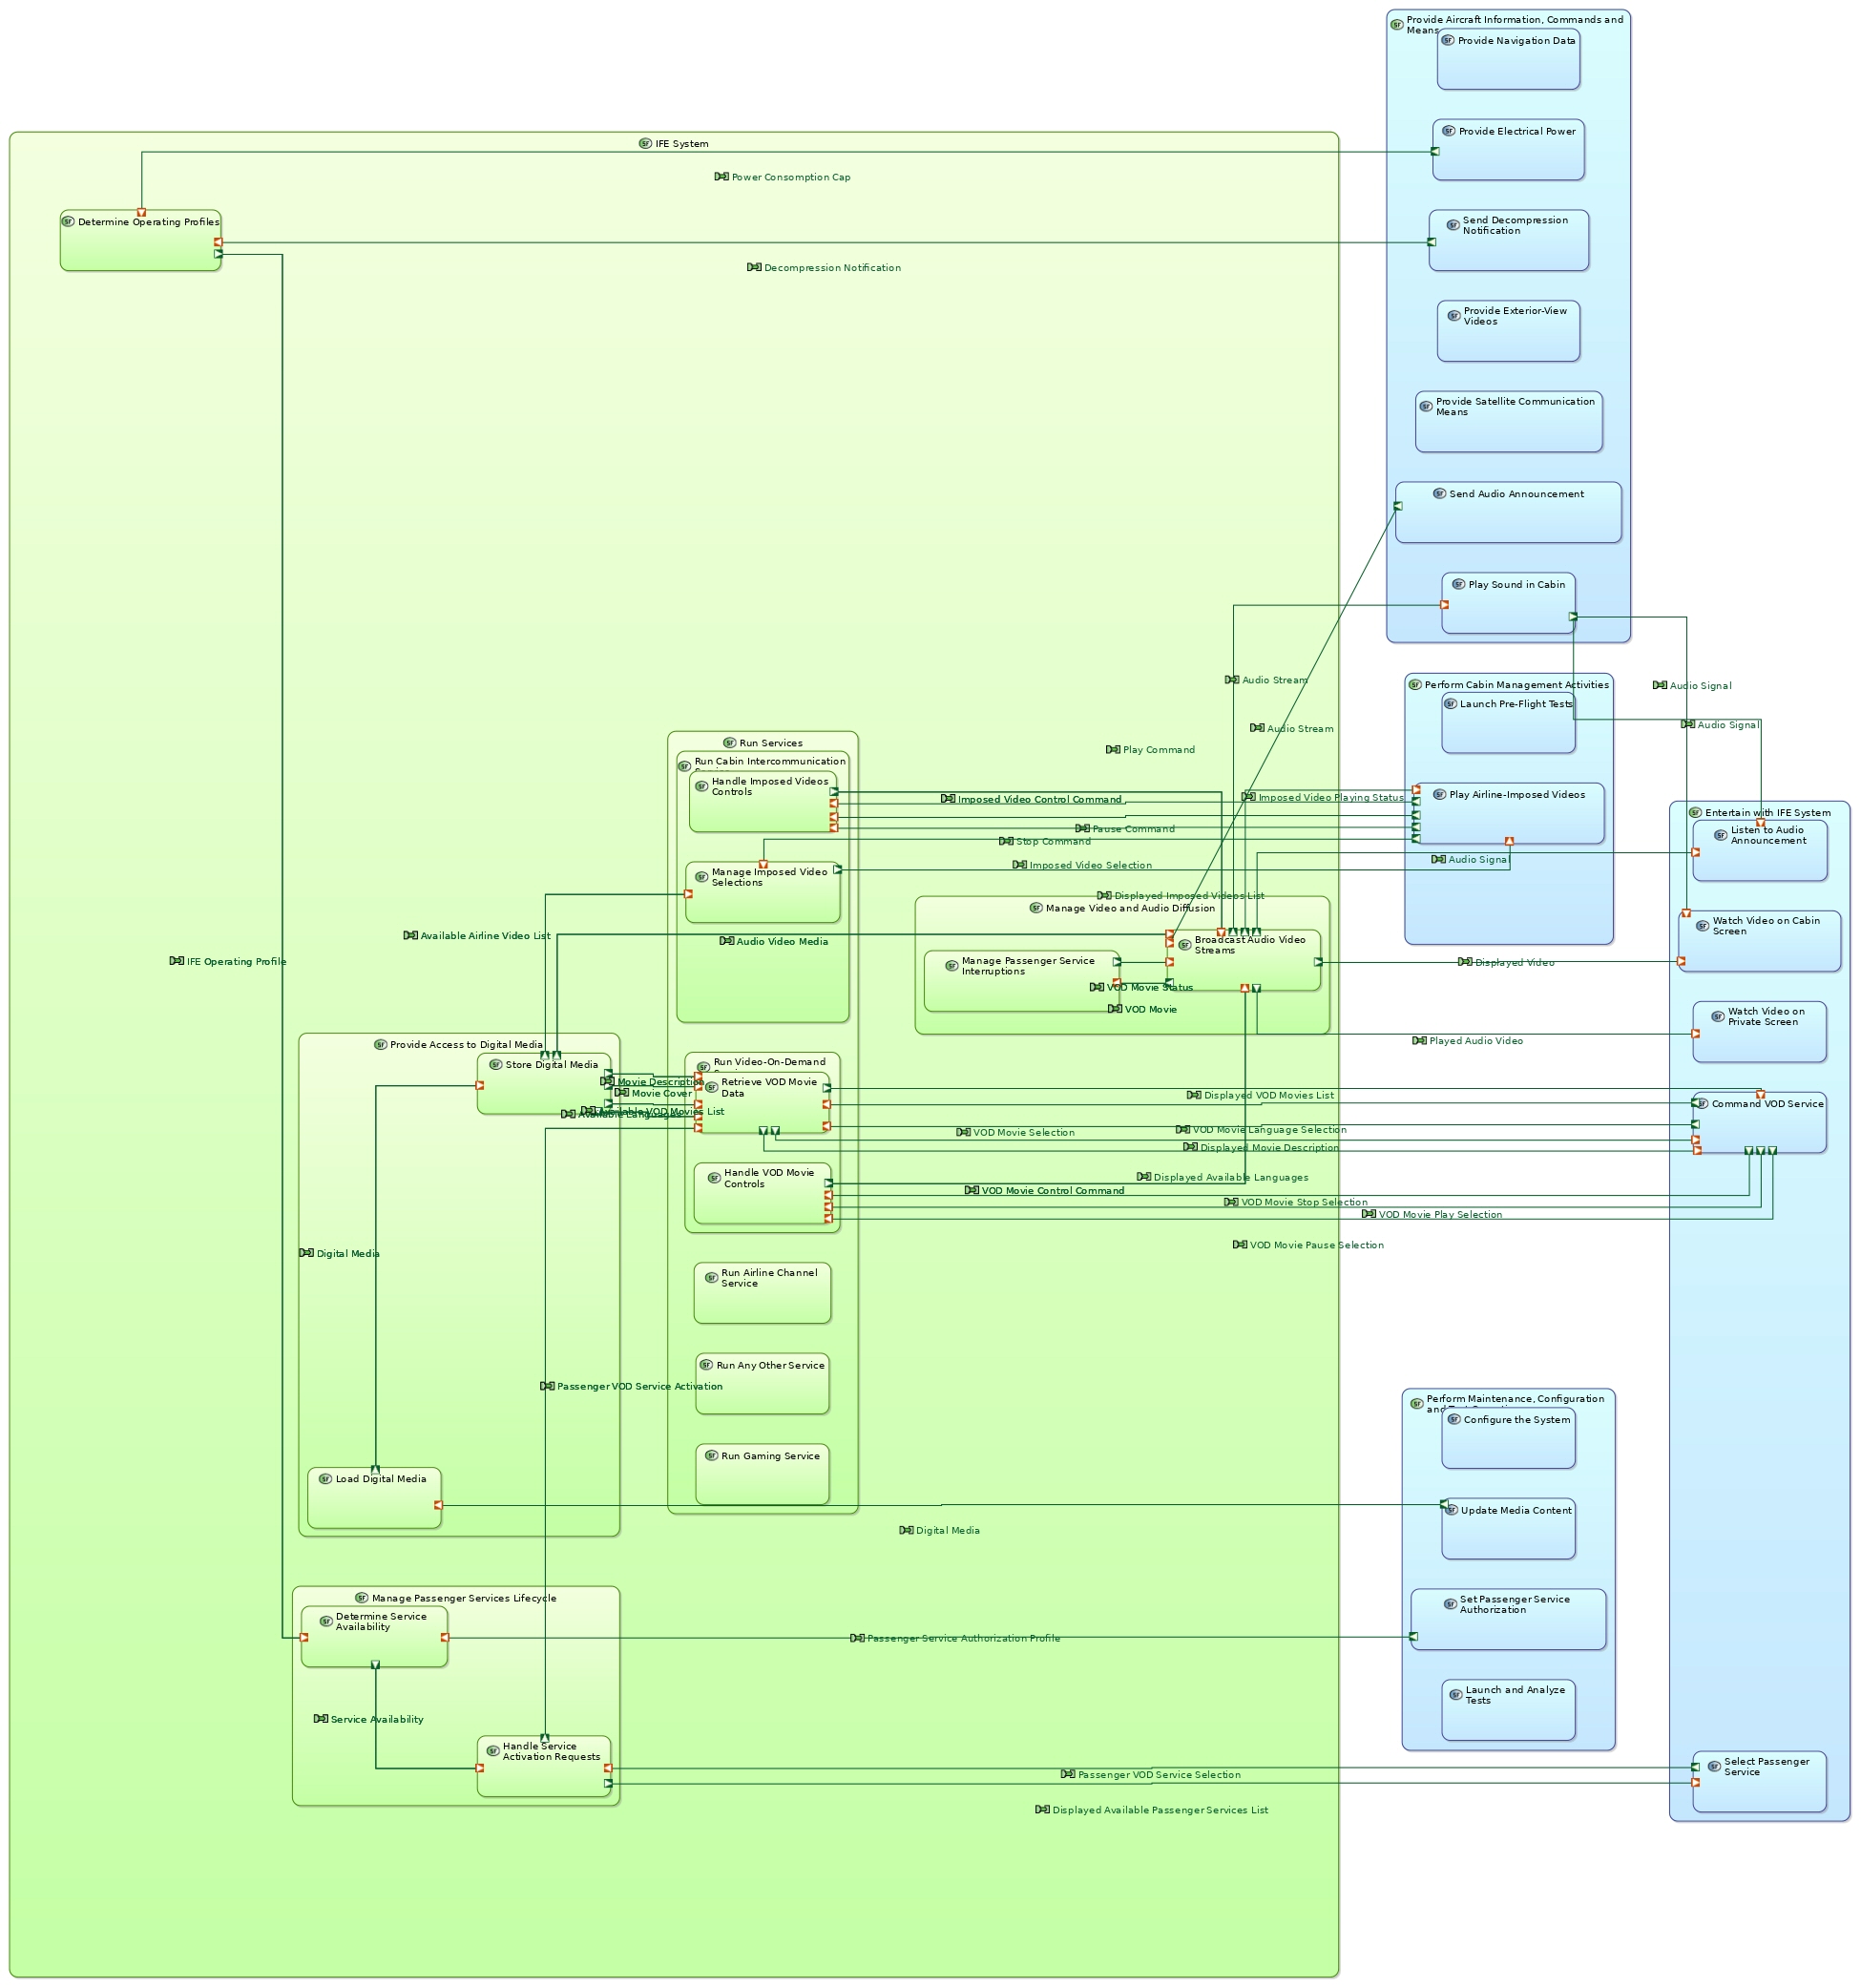 Provide Aircraft Information, Commands and
Means
Provide Navigation Data
Provide Electrical Power
Send Decompression
Notification
Provide Exterior-View
Videos
Provide Satellite Communication
Means
Send Audio Announcement
Play Sound in Cabin
IFE System
Power Consomption Cap
Determine Operating Profiles
Decompression Notification
Audio Stream
Audio Signal
Perform Cabin Management Activities
Launch Pre-Flight Tests
Audio Signal
Audio Stream
Play Command
Run Services
Run Cabin Intercommunication
Handle Imposed Videos
Controls
Imposed Video Control Command
Imposed Video Playing Status
Play Airline-Imposed Videos
Entertain with IFE System
Listen to Audio
Announcement
Pause Command
Stop Command
Imposed Video Selection
Audio Signal
Manage Imposed Video
Selections
Displayed Imposed Videos List
Manage Video and Audio Diffusion
Watch Video on Cabin
Screen
Available Airline Video List
Audio Video Media
Broadcast Audio Video
Streams
IFE Operating Profile
Manage Passenger Service
Interruptions
Displayed Video
VOD Movie Status
VOD Movie
Watch Video on
Private Screen
Played Audio Video
Provide Access to Digital Media
Store Digital Media
Run Video-On-Demand
Retrieve VOD Movie
Data
Movie Description
Movie Cover
Available VOD Movies List
Available Languages
Displayed VOD Movies List
Command VOD Service
VOD Movie Selection
VOD Movie Language Selection
Displayed Movie Description
Handle VOD Movie
Controls
Displayed Available Languages
VOD Movie Control Command
VOD Movie Stop Selection
VOD Movie Play Selection
VOD Movie Pause Selection
Digital Media
Run Airline Channel
Service
Run Any Other Service
Passenger VOD Service Activation
Run Gaming Service
Perform Maintenance, Configuration
Configure the System
Load Digital Media
Update Media Content
Digital Media
Manage Passenger Services Lifecycle
Determine Service
Availability
Set Passenger Service
Authorization
Passenger Service Authorization Profile
Launch and Analyze
Tests
Service Availability
Handle Service
Activation Requests
Passenger VOD Service Selection
Select Passenger
Service
Displayed Available Passenger Services List